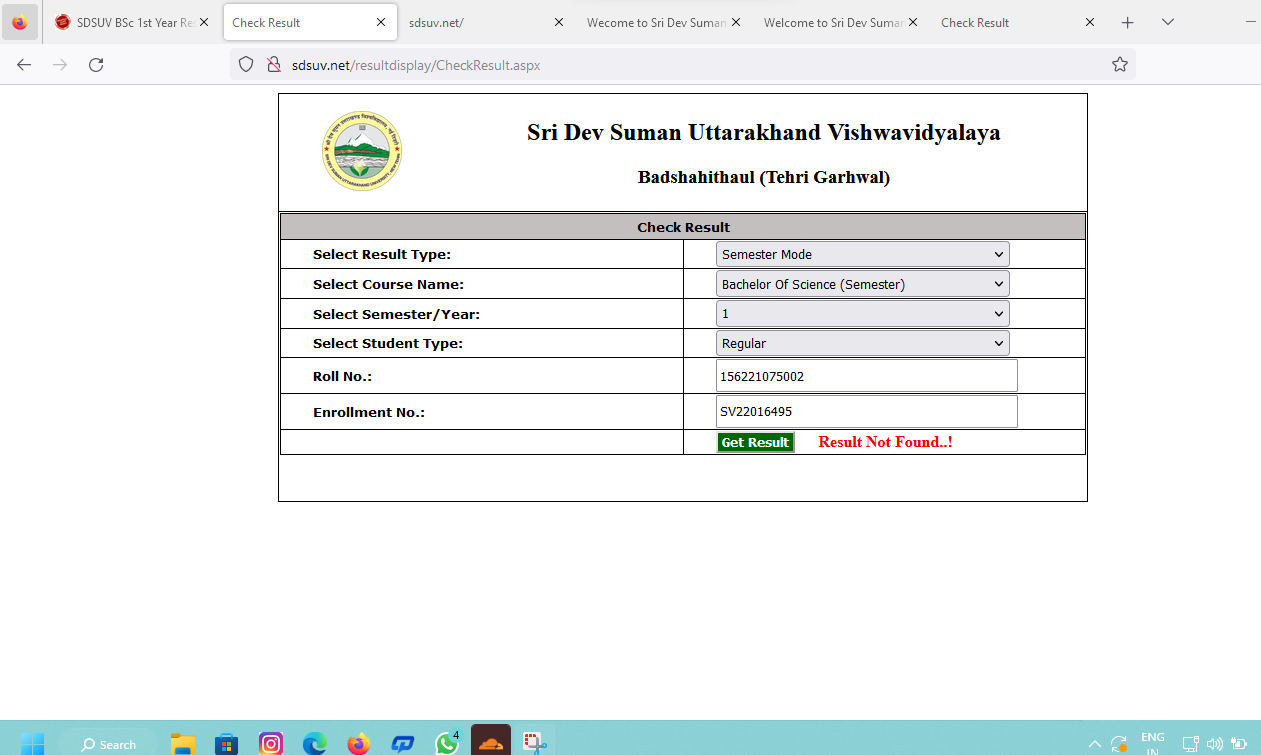 SDSUV BSc 1st Year Re
Check Result
sdsuv.net/
Wecome to Sri Dev Suman
Welcome to Sri Dev Suman
Check Result
sdsuv.net/resultdisplay/CheckResult.aspx
Sri Dev Suman Uttarakhand Vishwavidyalaya
Badshahithaul (Tehri Garhwal)
Check Result
Select Result Type: Semester Mode
Select Course Name: Bachelor Of Science (Semester)
Select Semester/Year: 1
Select Student Type: Regular
Roll No.: 156221075002
Enrollment No.: SV22016495
Get Result Result Not Found..!
Search
4
ENG
IN